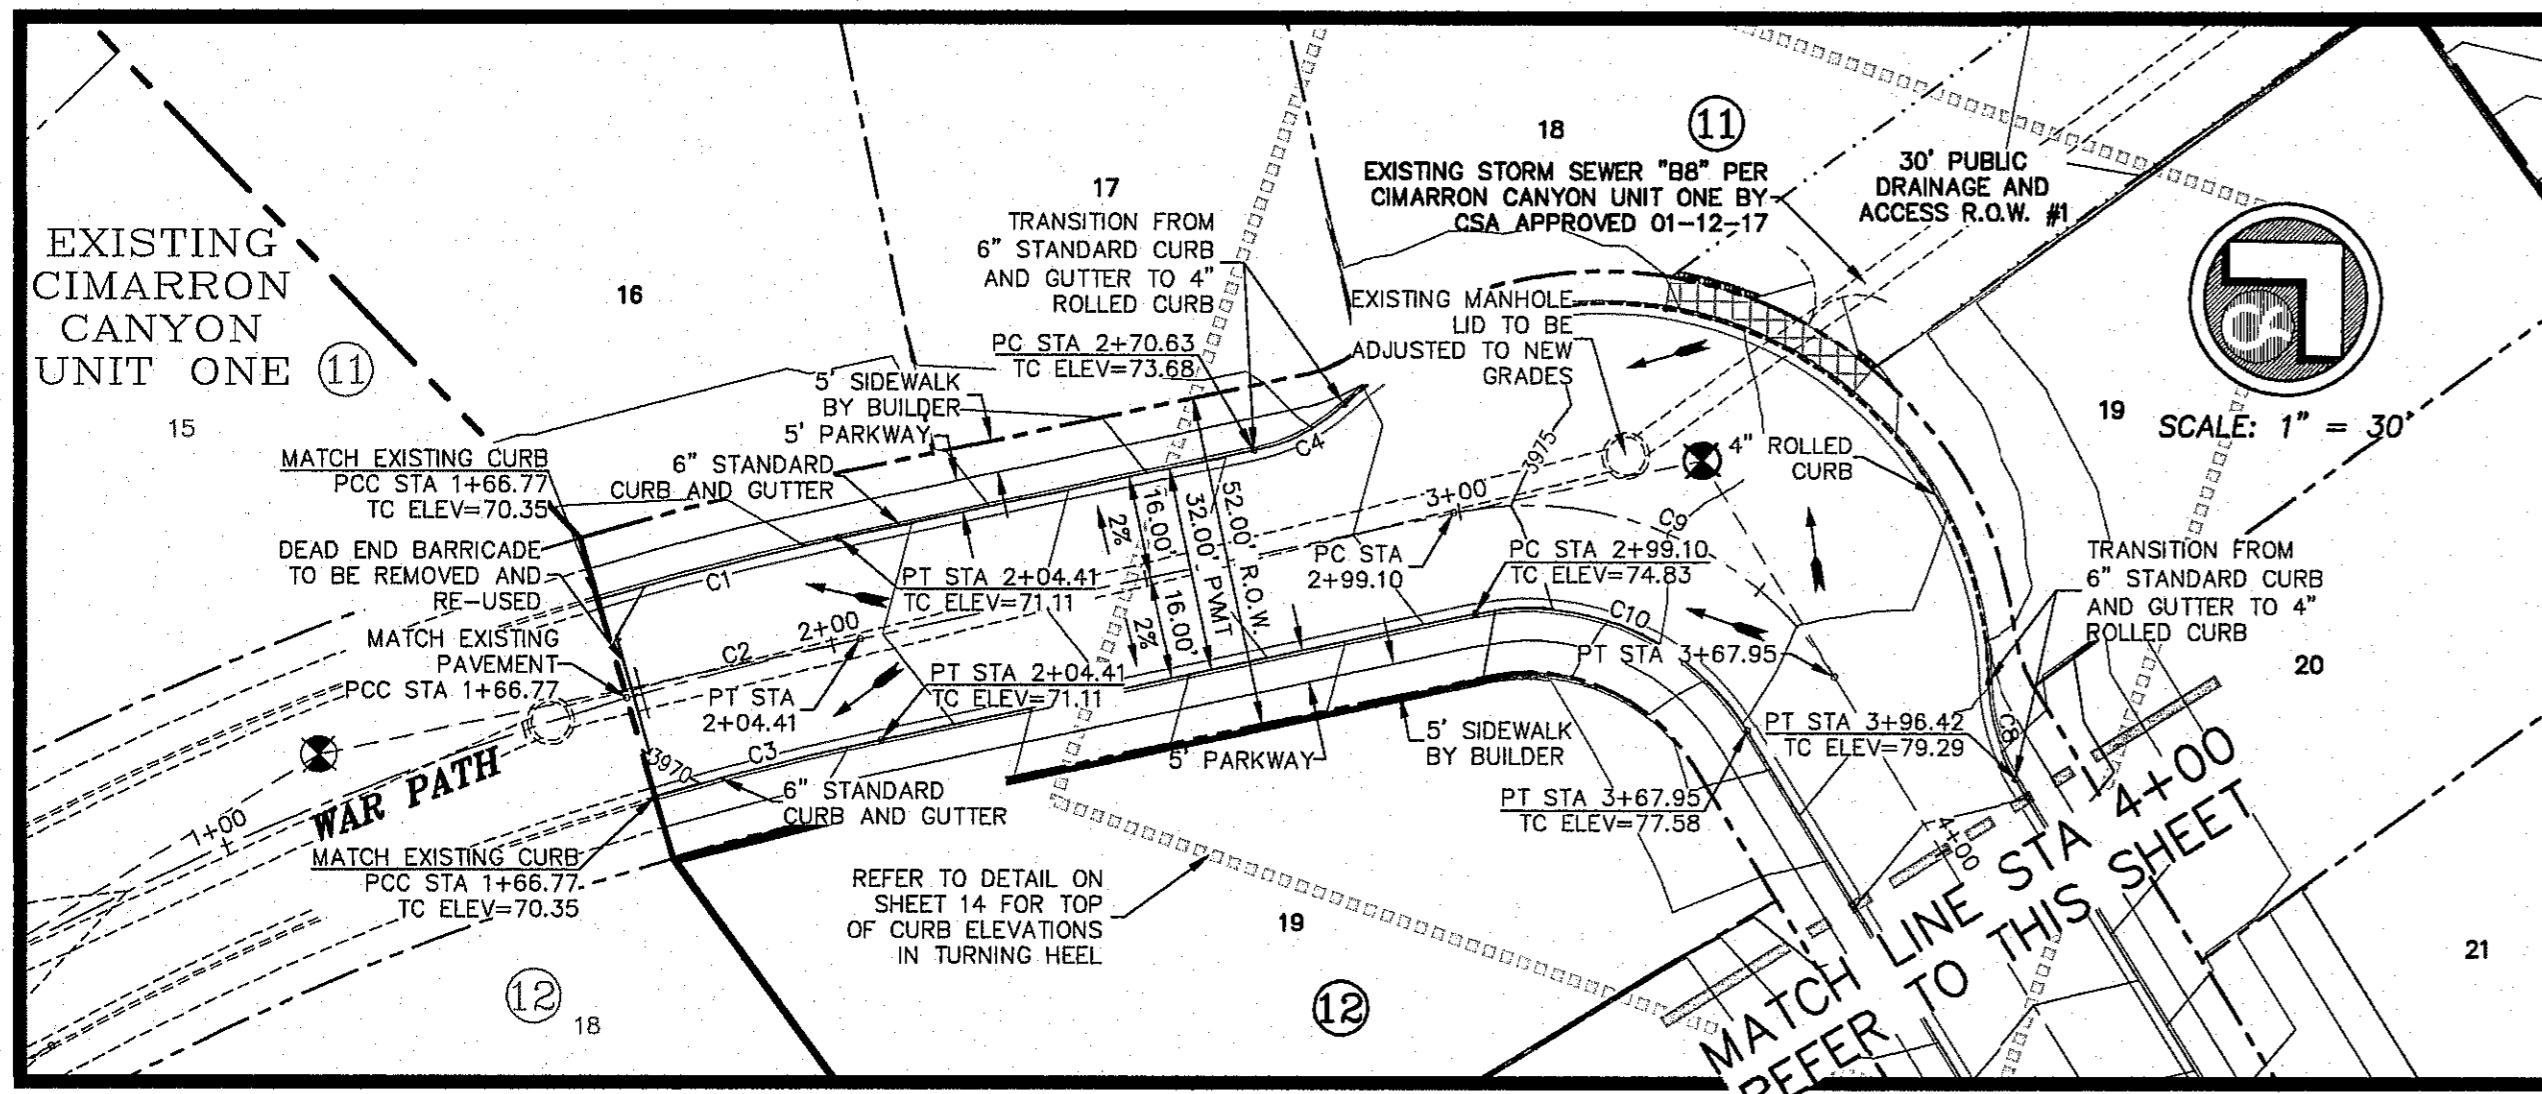 EXISTING
CIMARRON
CANYON
UNIT ONE 11
15
16
17
TRANSITION FROM
6" STANDARD CURB
AND GUTTER TO 4"
ROLLED CURB
PC STA 2+70.63
TC ELEV=73.68
5' SIDEWALK
BY BUILDER
5' PARKWAY
6" STANDARD
CURB AND GUTTER
MATCH EXISTING CURB
PCC STA 1+66.77
TC ELEV=70.35
DEAD END BARRICADE
TO BE REMOVED AND
RE-USED
MATCH EXISTING
PAVEMENT
PCC STA 1+66.77
18
11
EXISTING STORM SEWER "B8" PER
CIMARRON CANYON UNIT ONE BY
CSA APPROVED 01-12-17
30' PUBLIC
DRAINAGE AND
ACCESS R.O.W. #1
EXISTING MANHOLE
LID TO BE
ADJUSTED TO NEW
GRADES
3975
4" ROLLED
CURB
19
SCALE: 1" = 30'
C4
C1
C2
2+00
PT STA 2+04.41
TC ELEV=71.11
16.00'
2%
32.00' PVMT
52.00' R.O.W.
16.00'
2%
3+00
PC STA
2+99.10
PC STA 2+99.10
TC ELEV=74.83
C9
C10
PT STA 3+67.95
TRANSITION FROM
6" STANDARD CURB
AND GUTTER TO 4"
ROLLED CURB
20
PT STA
2+04.41
PT STA 2+04.41
TC ELEV=71.11
C3
3970
6" STANDARD
CURB AND GUTTER
5' PARKWAY
5' SIDEWALK
BY BUILDER
PT STA 3+96.42
TC ELEV=79.29
C8
PT STA 3+67.95
TC ELEV=77.58
4+00
1+00
WAR PATH
MATCH EXISTING CURB
PCC STA 1+66.77
TC ELEV=70.35
REFER TO DETAIL ON
SHEET 14 FOR TOP
OF CURB ELEVATIONS
IN TURNING HEEL
19
12
12
18
MATCH LINE STA 4+00
REFER TO THIS SHEET
21